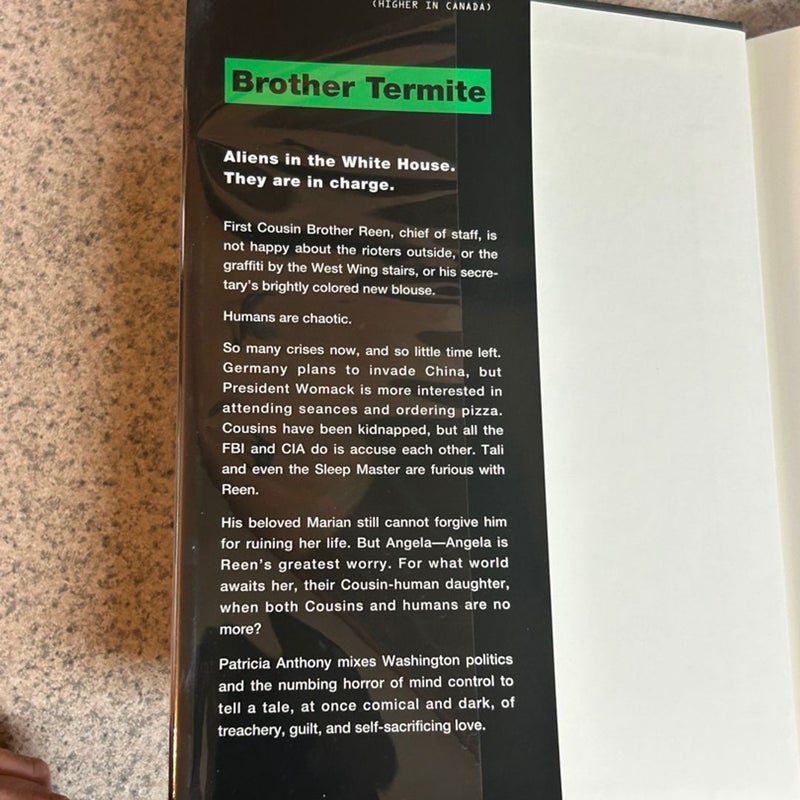 (HIGHER IN CANADA)
Brother Termite
Aliens in the White House.
They are in charge.
First Cousin Brother Reen, chief of staff, is
not happy about the rioters outside, or the
graffiti by the West Wing stairs, or his secre-
tary's brightly colored new blouse.
Humans are chaotic.
So many crises now, and so little time left.
Germany plans to invade China, but
President Womack is more interested in
attending seances and ordering pizza.
Cousins have been kidnapped, but all the
FBI and CIA do is accuse each other. Tali
and even the Sleep Master are furious with
Reen.
His beloved Marian still cannot forgive him
for ruining her life. But Angela—Angela is
Reen's greatest worry. For what world
awaits her, their Cousin-human daughter,
when both Cousins and humans are no
more?
Patricia Anthony mixes Washington politics
and the numbing horror of mind control to
tell a tale, at once comical and dark, of
treachery, guilt, and self-sacrificing love.